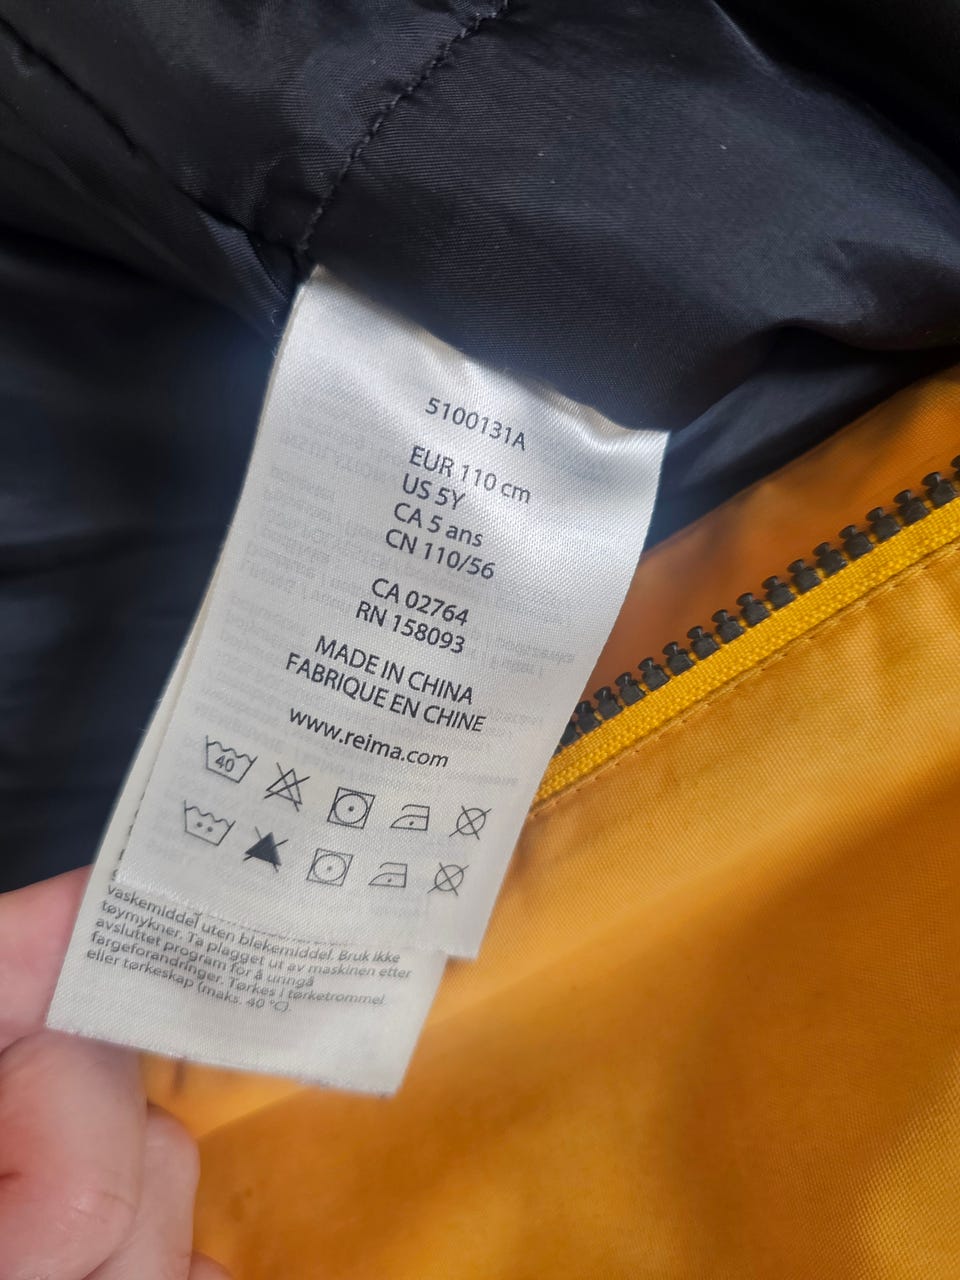 5100131A
EUR 110 cm
US 5Y
CA 5 ans
CN 110/56
CA 02764
RN 158093
MADE IN CHINA
FABRIQUE EN CHINE
www.reima.com
40
vaskemiddel uten blekemiddel. Bruk ikke
tøymykner. Ta plagget ut av maskinen etter
avsluttet program for å unngå
fargeforandringer. Tørkes i tørketrommel
eller tørkeskap (maks. 40 °C).